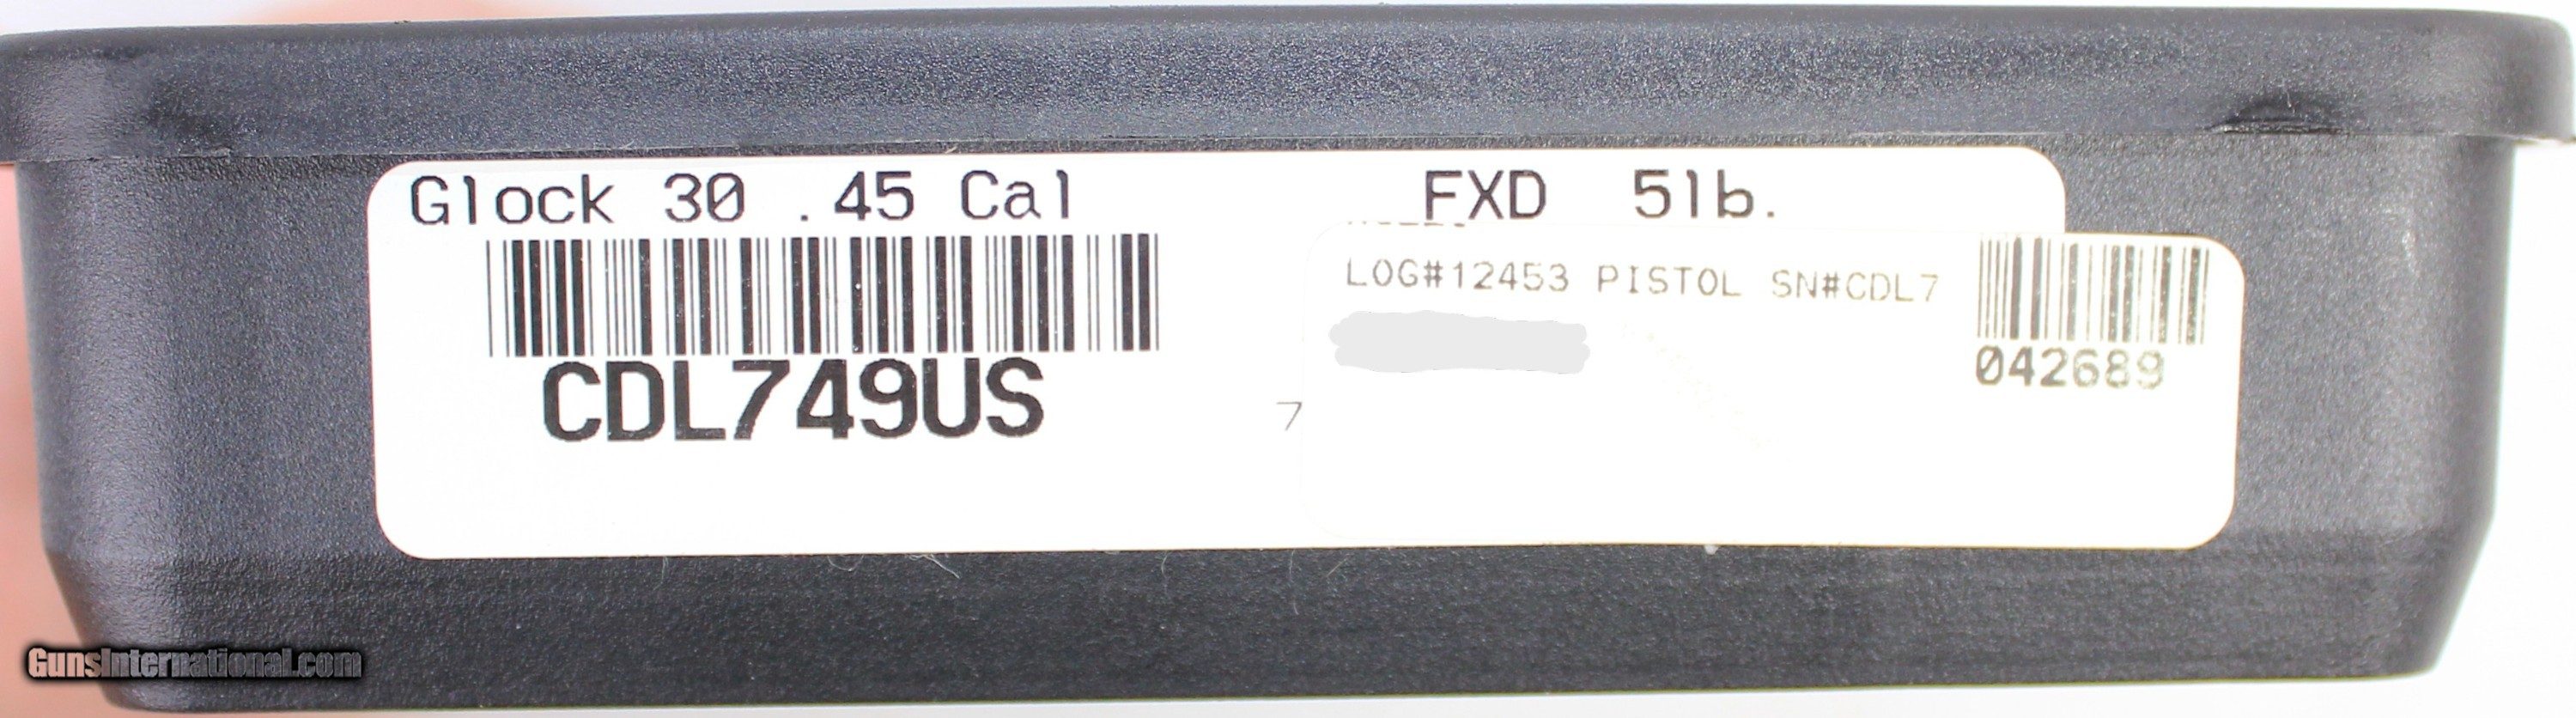 Glock 30 .45 Cal FXD 5lb.
LOG#12453 PISTOL SN#CDL7
042689
CDL749US
7
GunsInternational.com